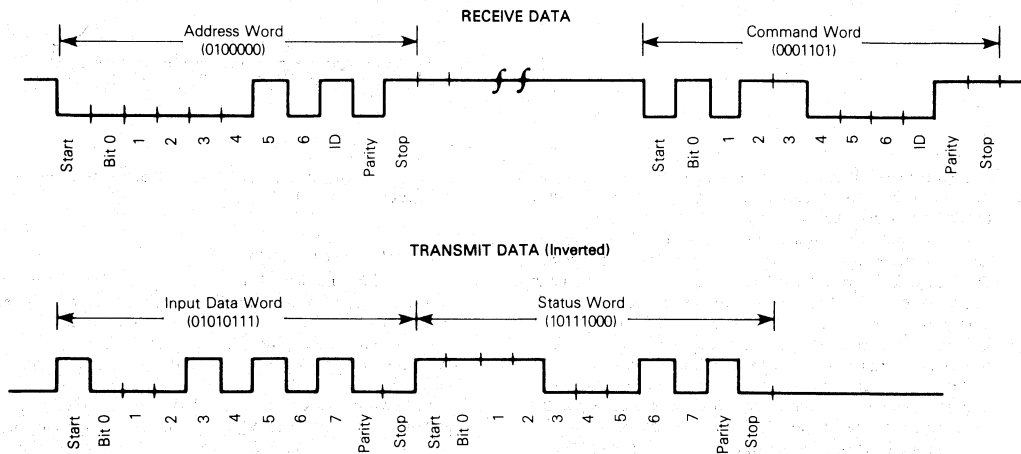 RECEIVE DATA
Address Word
(0100000)
Command Word
(0001101)
Start Bit 0 1 2 3 4 5 6 ID Parity Stop
Start Bit 0 1 2 3 4 5 6 ID Parity Stop
TRANSMIT DATA (Inverted)
Input Data Word
(01010111)
Status Word
(10111000)
Start Bit 0 1 2 3 4 5 6 7 Parity Stop Start Bit 0 1 2 3 4 5 6 7 Parity Stop